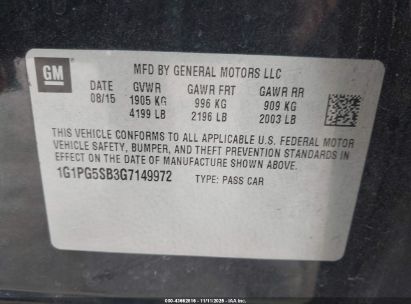 GM
MFD BY GENERAL MOTORS LLC
DATE GVWR GAWR FRT GAWR RR
08/15 1905 KG 996 KG 909 KG
4199 LB 2196 LB 2003 LB
THIS VEHICLE CONFORMS TO ALL APPLICABLE U.S. FEDERAL MOTOR
VEHICLE SAFETY, BUMPER, AND THEFT PREVENTION STANDARDS IN
EFFECT ON THE DATE OF MANUFACTURE SHOWN ABOVE.
1G1PG5SB3G7149972 TYPE: PASS CAR